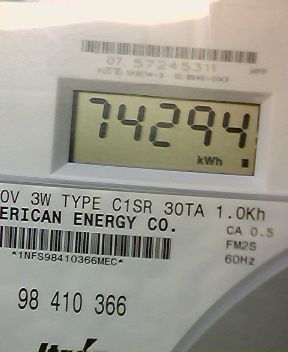 07 57245311
74294
kWh
0V 3W TYPE C1SR 30TA 1.0Kh
ERICAN ENERGY CO.
CA 0.5
FM2S
*1NFS98410366MEC*
60Hz
98 410 366